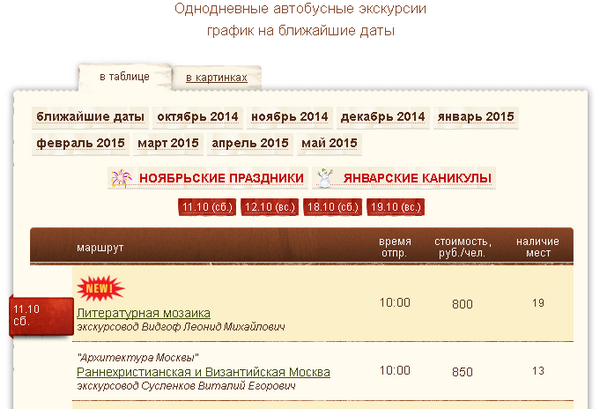 Однодневные автобусные экскурсии
график на ближайшие даты
в таблице в картинках
ближайшие даты октябрь 2014 ноябрь 2014 декабрь 2014 январь 2015
февраль 2015 март 2015 апрель 2015 май 2015
НОЯБРЬСКИЕ ПРАЗДНИКИ ЯНВАРСКИЕ КАНИКУЛЫ
11.10 (сб.) 12.10 (вс.) 18.10 (сб.) 19.10 (вс.)
маршрут время отпр. стоимость, руб./чел. наличие мест
11.10 сб.
NEW!
Литературная мозаика 10:00 800 19
экскурсовод Видгоф Леонид Михайлович
"Архитектура Москвы"
Раннехристианская и Византийская Москва 10:00 850 13
экскурсовод Сусленков Виталий Егорович